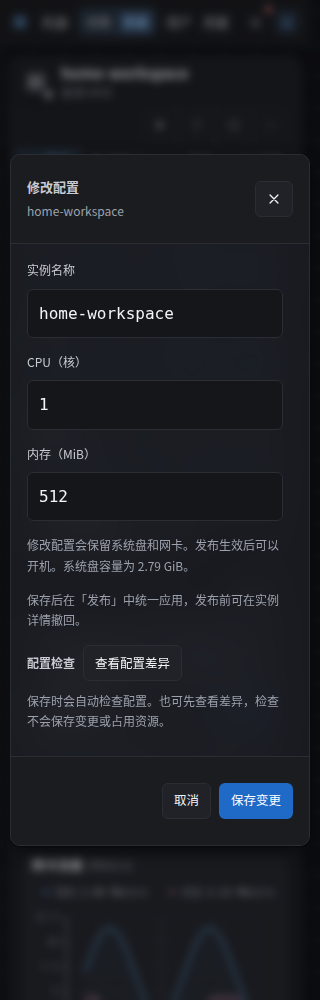 home-workspace
修改配置
home-workspace
实例名称
home-workspace
CPU（核）
1
内存（MiB）
512
修改配置会保留系统盘和网卡。发布生效后可以
开机。系统盘容量为 2.79 GiB。
保存后在「发布」中统一应用，发布前可在实例
详情撤回。
配置检查 查看配置差异
保存时会自动检查配置。也可先查看差异，检查
不会保存变更或占用资源。
取消 保存变更